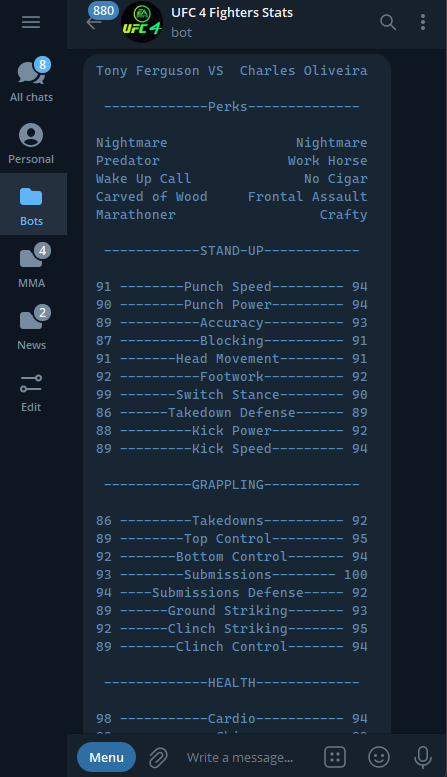 880
UFC 4 Fighters Stats
bot
EA
UFC 4
8
All chats
Personal
Bots
4
MMA
2
News
Edit
Tony Ferguson VS  Charles Oliveira
-------------Perks--------------
Nightmare                Nightmare
Predator                Work Horse
Wake Up Call              No Cigar
Carved of Wood     Frontal Assault
Marathoner                  Crafty
------------STAND-UP------------
91 --------Punch Speed--------- 94
90 --------Punch Power--------- 94
89 ----------Accuracy---------- 93
87 ----------Blocking---------- 91
91 -------Head Movement-------- 91
92 ----------Footwork---------- 92
99 -------Switch Stance-------- 90
86 ------Takedown Defense------ 89
88 ---------Kick Power--------- 92
89 ---------Kick Speed--------- 94
-----------GRAPPLING------------
86 ---------Takedowns---------- 92
89 --------Top Control--------- 95
92 -------Bottom Control------- 94
93 --------Submissions-------- 100
94 ----Submissions Defense----- 92
89 ------Ground Striking------- 93
92 ------Clinch Striking------- 95
89 -------Clinch Control------- 94
-------------HEALTH-------------
98 -----------Cardio----------- 94
Menu
Write a message...